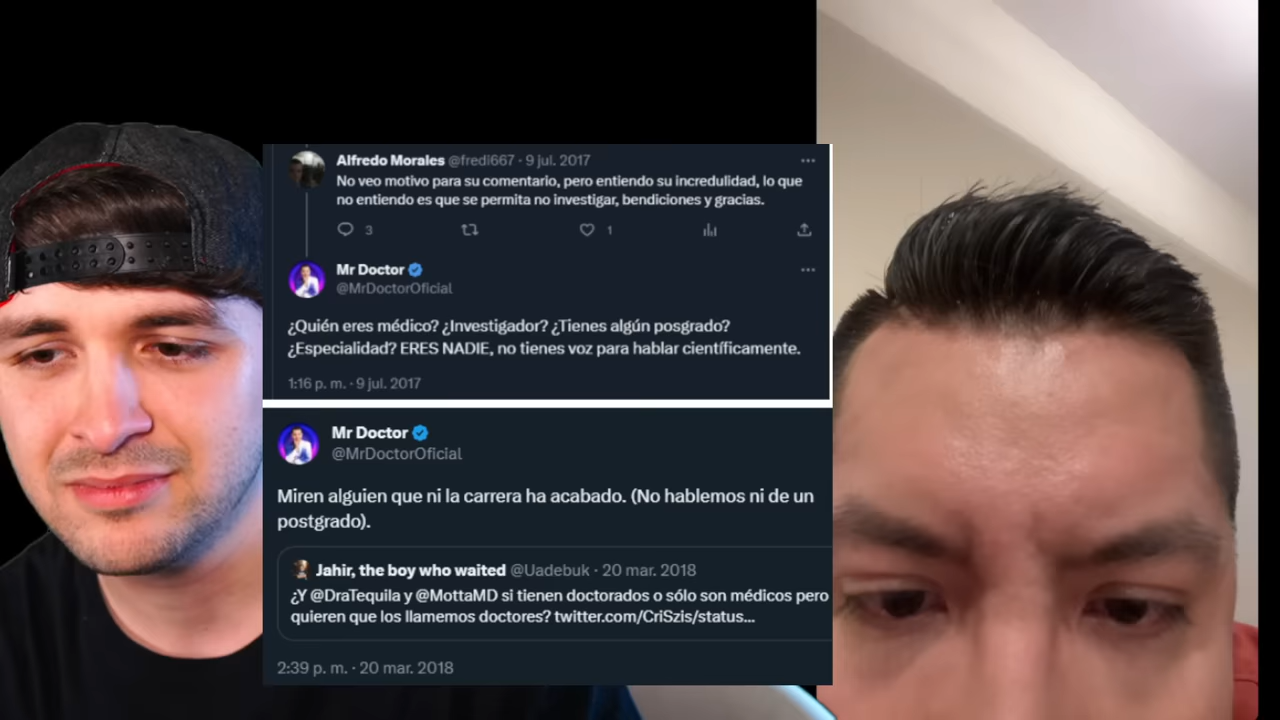 Alfredo Morales @fredi667 · 9 jul. 2017
No veo motivo para su comentario, pero entiendo su incredulidad, lo que
no entiendo es que se permita no investigar, bendiciones y gracias.
3
1
Mr Doctor
@MrDoctorOficial
¿Quién eres médico? ¿Investigador? ¿Tienes algún posgrado?
¿Especialidad? ERES NADIE, no tienes voz para hablar científicamente.
1:16 p. m. · 9 jul. 2017
Mr Doctor
@MrDoctorOficial
Miren alguien que ni la carrera ha acabado. (No hablemos ni de un
postgrado).
Jahir, the boy who waited @Uadebuk · 20 mar. 2018
¿Y @DraTequila y @MottaMD si tienen doctorados o sólo son médicos pero
quieren que los llamemos doctores? twitter.com/CriSzis/status...
2:39 p. m. · 20 mar. 2018